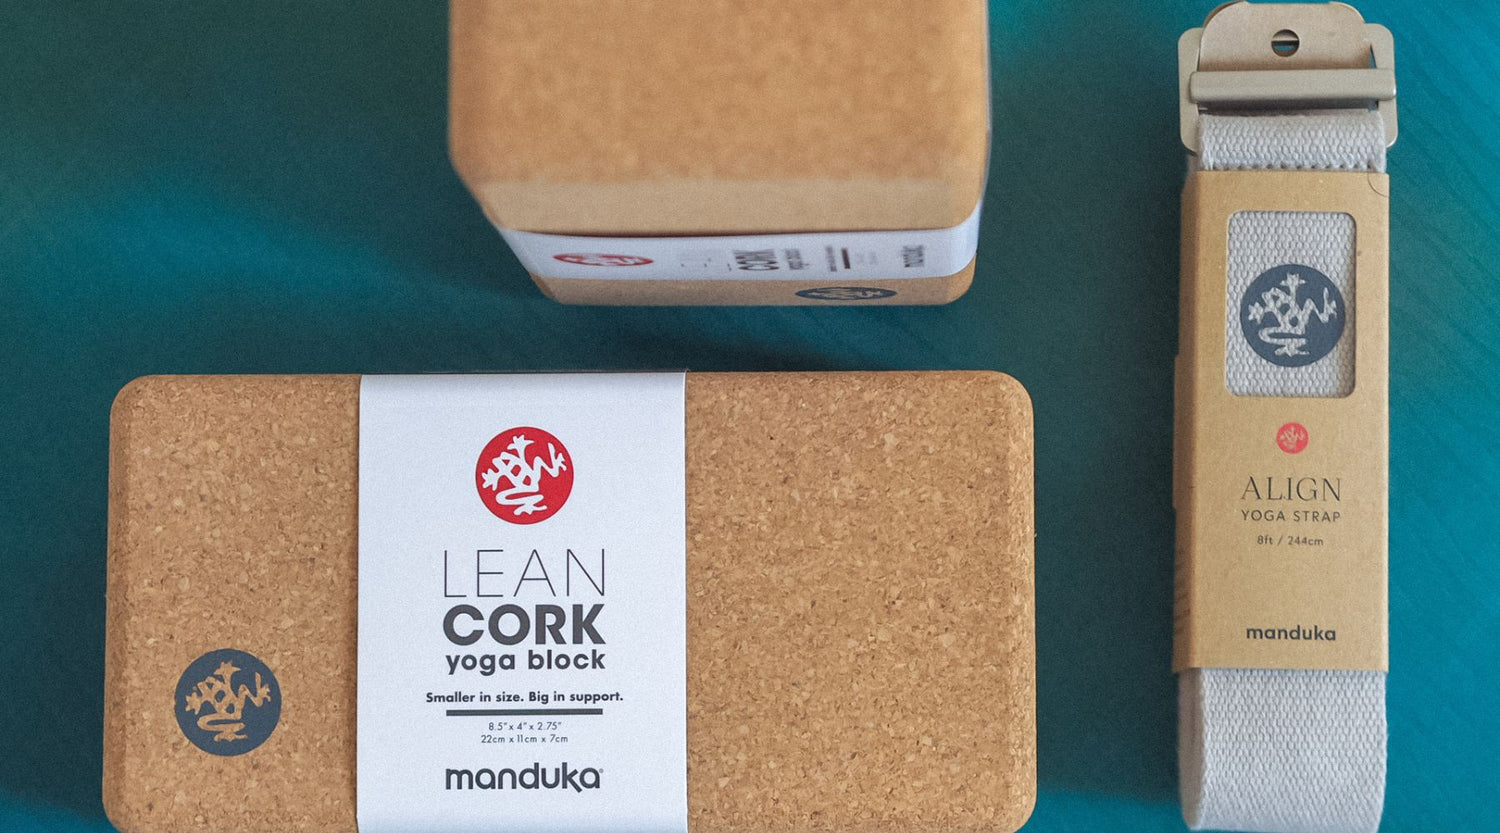 CORK
LEAN
CORK
yoga block
Smaller in size. Big in support.
8.5" x 4" x 2.75"
22cm x 11cm x 7cm
manduka®
ALIGN
YOGA STRAP
8ft / 244cm
manduka